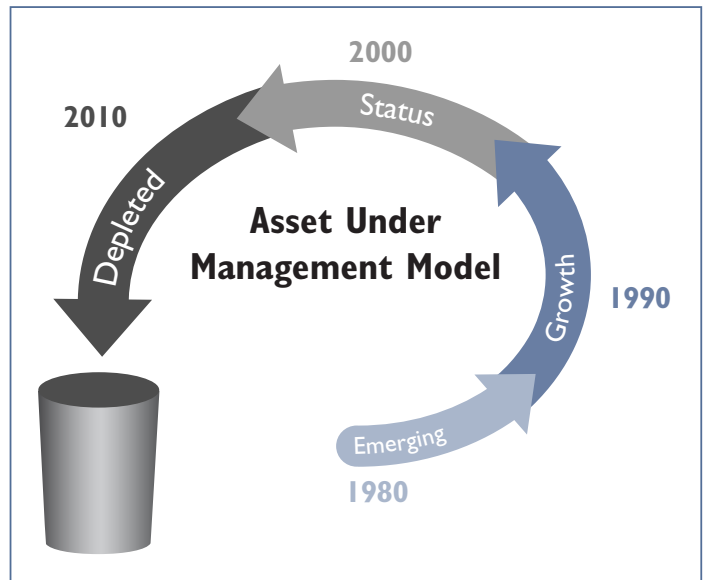 2000
Status
2010
Depleted
Asset Under
Management Model
Growth
1990
Emerging
1980